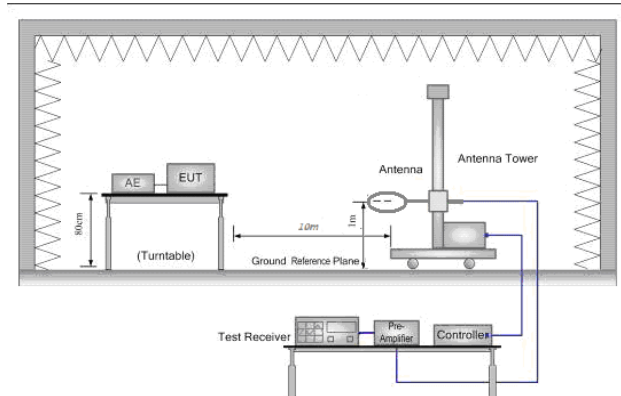 Antenna Tower
Antenna
AE
EUT
80cm
(Turntable)
10m
1m
Ground Reference Plane
Test Receiver
Pre-
Amplifier
Controller